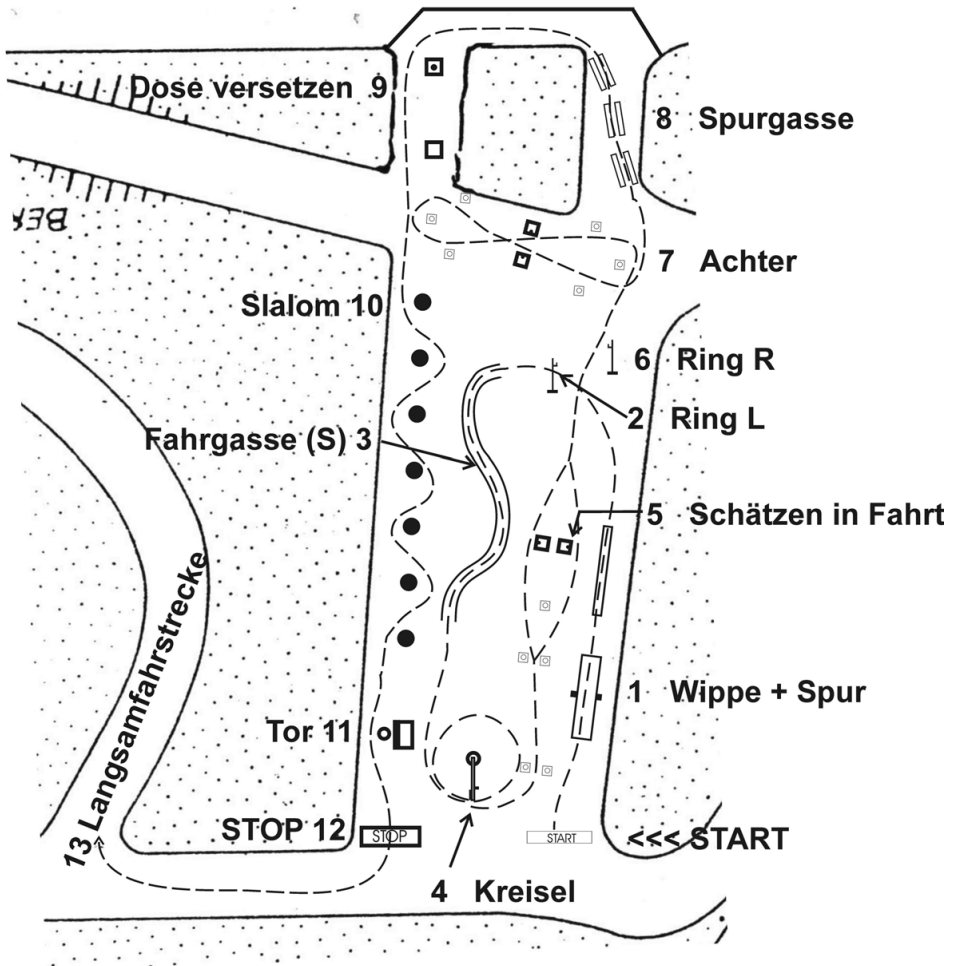 Dose versetzen 9
8 Spurgasse
BER
7 Achter
Slalom 10
6 Ring R
2 Ring L
Fahrgasse (S) 3
5 Schätzen in Fahrt
1 Wippe + Spur
Tor 11
13 Langsamfahrstrecke
STOP 12
STOP
START
<<< START
4 Kreisel